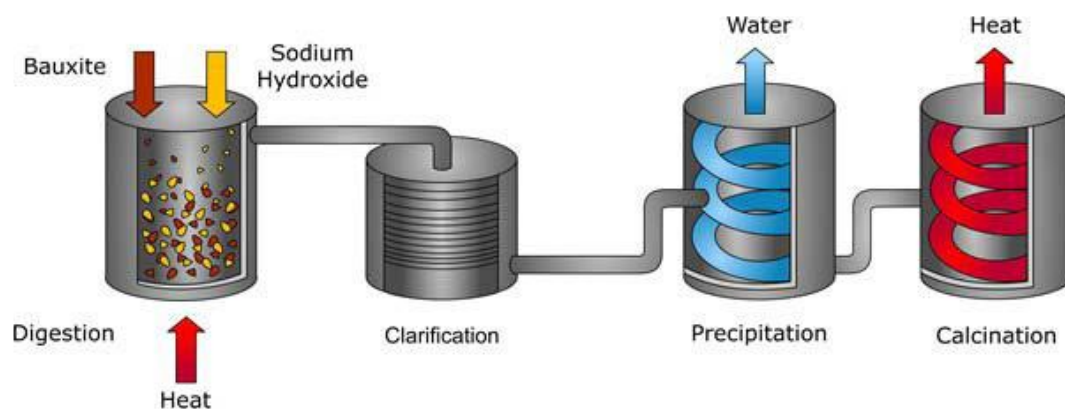 Bauxite
Sodium
Hydroxide
Water
Heat
Digestion
Clarification
Precipitation
Calcination
Heat